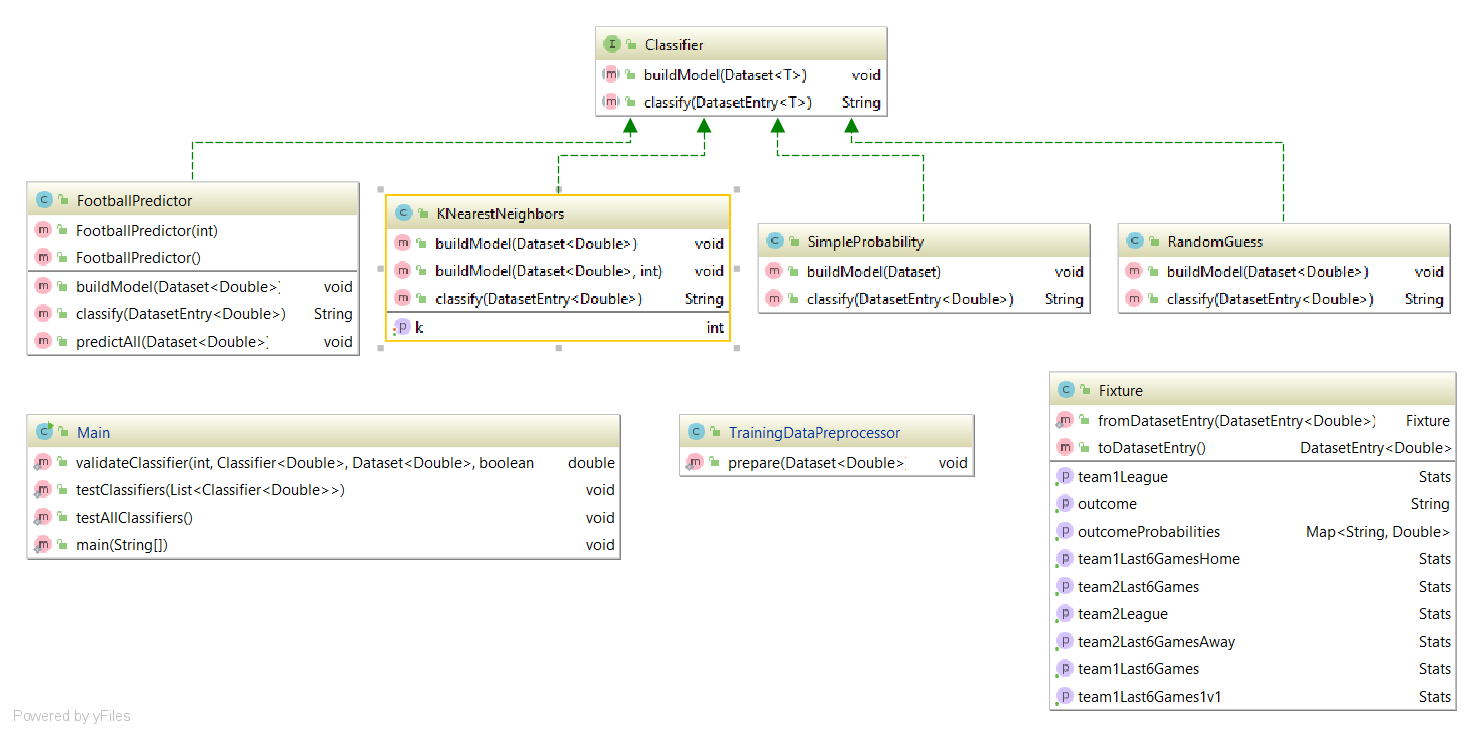 Classifier
buildModel(Dataset<T>) void
classify(DatasetEntry<T>) String
FootballPredictor
FootballPredictor(int)
FootballPredictor()
buildModel(Dataset<Double>) void
classify(DatasetEntry<Double>) String
predictAll(Dataset<Double>) void
KNearestNeighbors
buildModel(Dataset<Double>) void
buildModel(Dataset<Double>, int) void
classify(DatasetEntry<Double>) String
k int
SimpleProbability
buildModel(Dataset) void
classify(DatasetEntry<Double>) String
RandomGuess
buildModel(Dataset<Double>) void
classify(DatasetEntry<Double>) String
Main
validateClassifier(int, Classifier<Double>, Dataset<Double>, boolean double
testClassifiers(List<Classifier<Double>>) void
testAllClassifiers() void
main(String[]) void
TrainingDataPreprocessor
prepare(Dataset<Double>) void
Fixture
fromDatasetEntry(DatasetEntry<Double>) Fixture
toDatasetEntry() DatasetEntry<Double>
team1League Stats
outcome String
outcomeProbabilities Map<String, Double>
team1Last6GamesHome Stats
team2Last6Games Stats
team2League Stats
team2Last6GamesAway Stats
team1Last6Games Stats
team1Last6Games1v1 Stats
Powered by yFiles